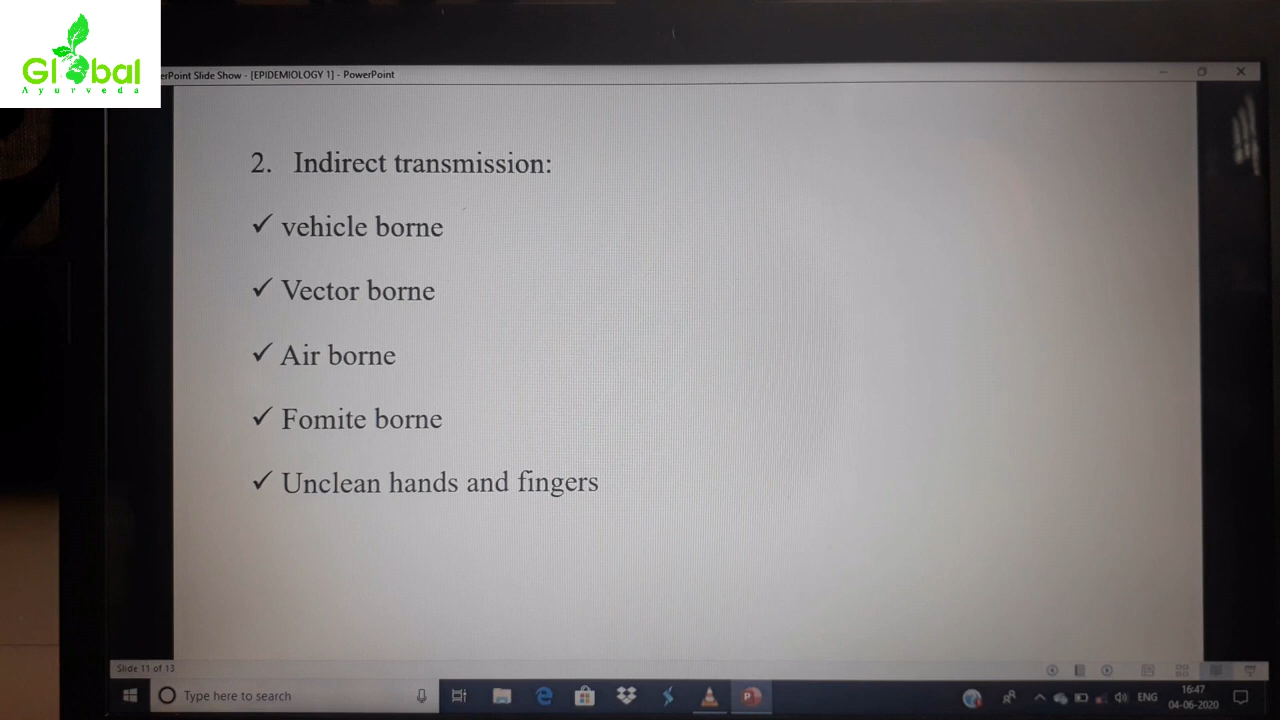 Global
Ayurveda
erPoint Slide Show - [EPIDEMIOLOGY 1] - PowerPoint
2. Indirect transmission:
✓ vehicle borne
✓ Vector borne
✓ Air borne
✓ Fomite borne
✓ Unclean hands and fingers
Slide 11 of 13
Type here to search
ENG
16:47
04-06-2020